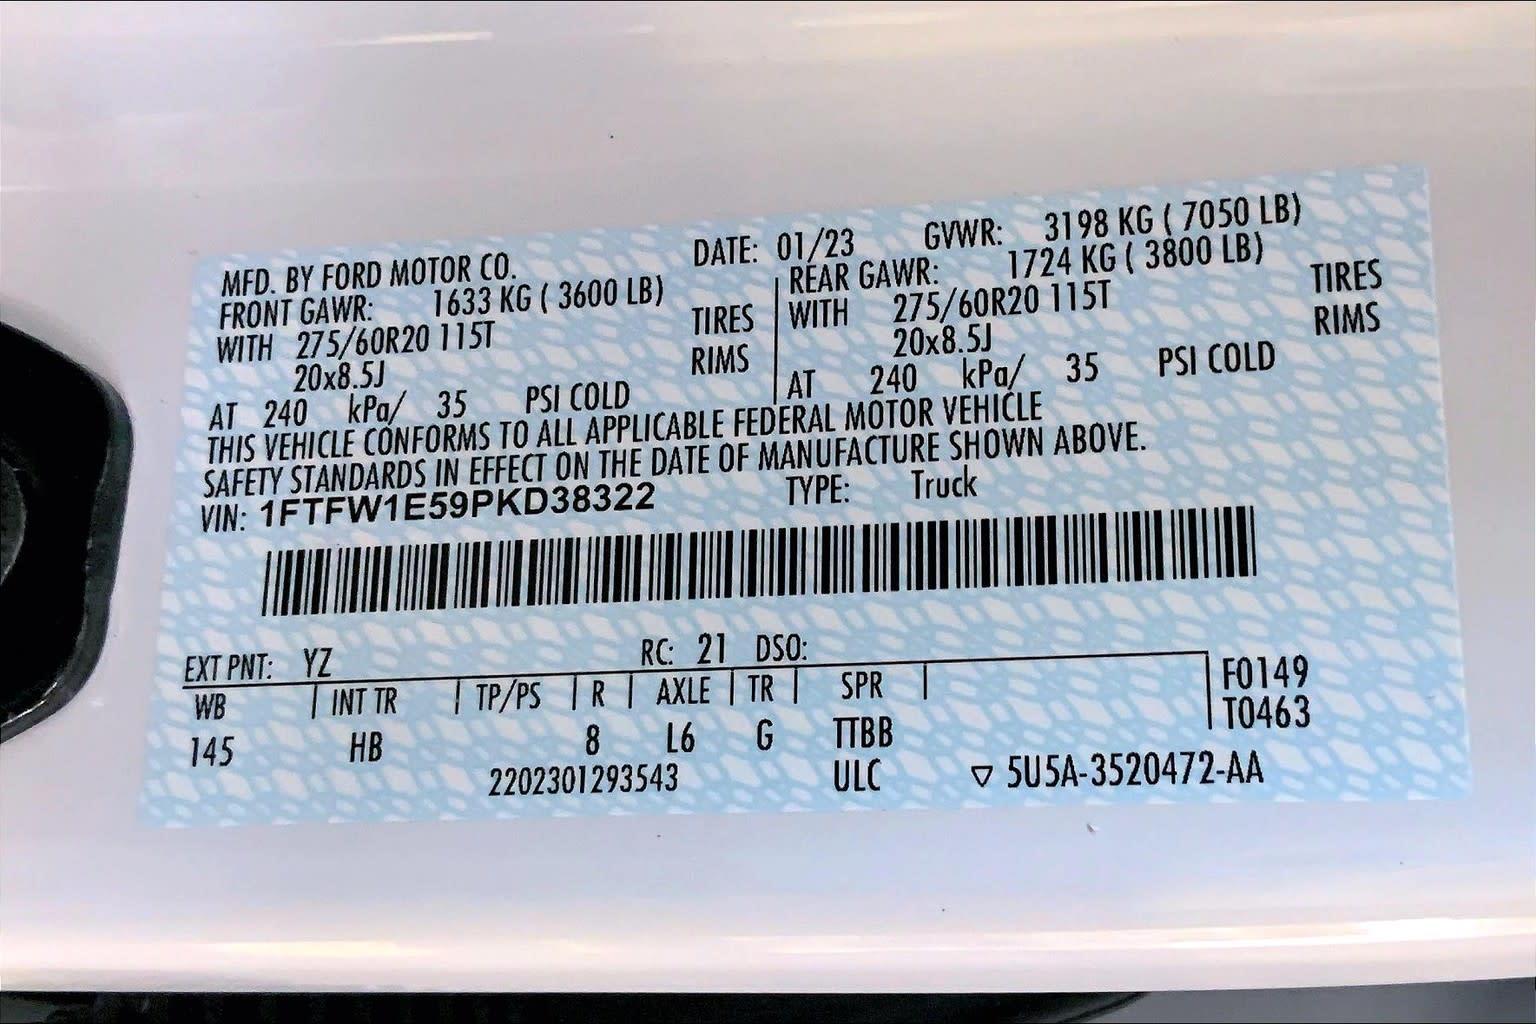 MFD. BY FORD MOTOR CO. DATE: 01/23 GVWR: 3198 KG ( 7050 LB)
FRONT GAWR: 1633 KG ( 3600 LB) REAR GAWR: 1724 KG ( 3800 LB)
WITH 275/60R20 115T TIRES WITH 275/60R20 115T TIRES
20x8.5J RIMS 20x8.5J RIMS
AT 240 kPa/ 35 PSI COLD AT 240 kPa/ 35 PSI COLD
THIS VEHICLE CONFORMS TO ALL APPLICABLE FEDERAL MOTOR VEHICLE
SAFETY STANDARDS IN EFFECT ON THE DATE OF MANUFACTURE SHOWN ABOVE.
VIN: 1FTFW1E59PKD38322 TYPE: Truck
EXT PNT: YZ RC: 21 DSO:
WB INT TR TP/PS R AXLE TR SPR F0149
T0463
145 HB 8 L6 G TTBB
2202301293543 ULC ▽ 5U5A-3520472-AA